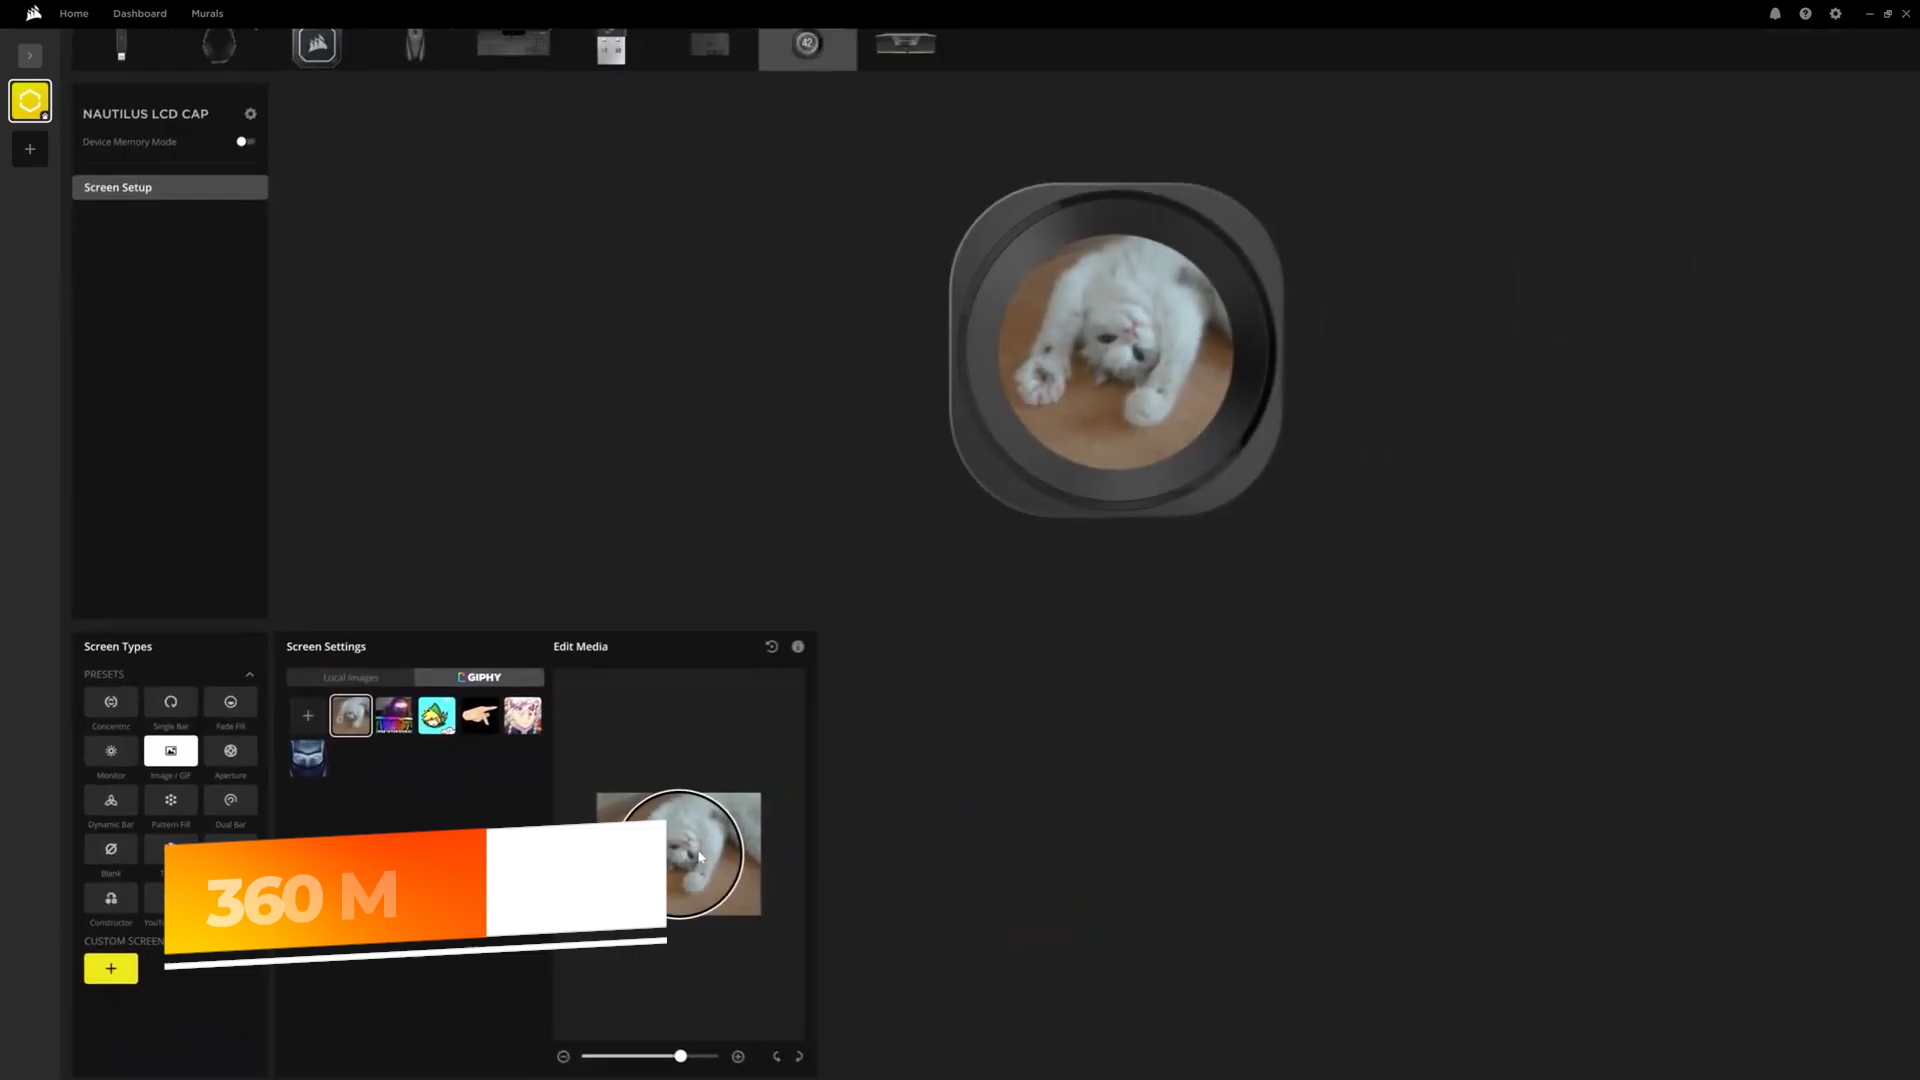 Home
Dashboard
Murals
42
NAUTILUS LCD CAP
Device Memory Mode
Screen Setup
Screen Types
Screen Settings
Edit Media
PRESETS
Local Images
GIPHY
Concentric
Single Bar
Fade Fill
Monitor
Image / GIF
Aperture
Dynamic Bar
Pattern Fill
Dual Bar
Blank
T
360 M
Constructor
YouTu
CUSTOM SCREEN